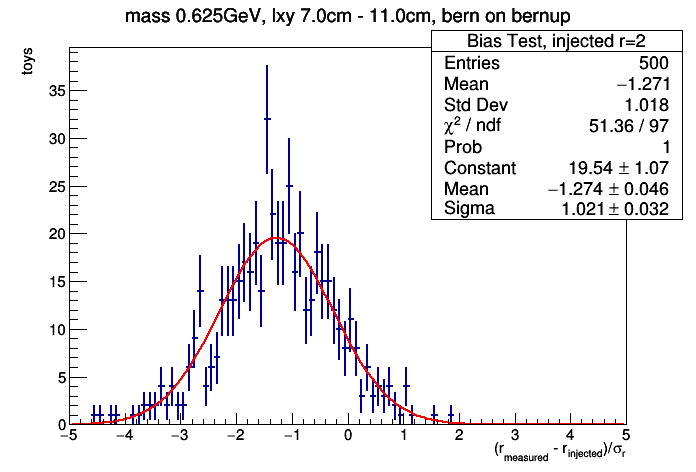 mass 0.625GeV, lxy 7.0cm - 11.0cm, bern on bernup
Bias Test, injected r=2
Entries 500
Mean −1.271
Std Dev 1.018
χ² / ndf 51.36 / 97
Prob 1
Constant 19.54 ± 1.07
Mean −1.274 ± 0.046
Sigma 1.021 ± 0.032
toys
35
30
25
20
15
10
5
0
−5 −4 −3 −2 −1 0 1 2 3 4 5
(r_measured - r_injected)/σ_r